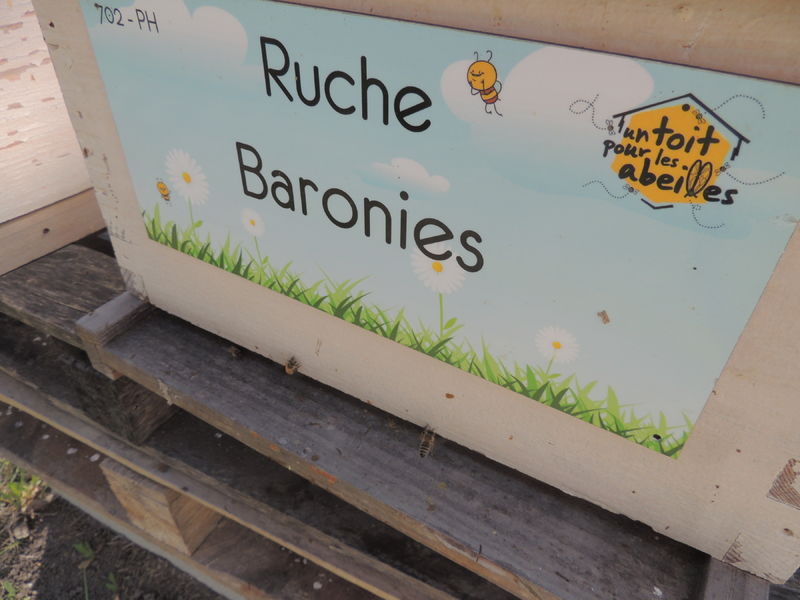 702-PH
Ruche
Baronies
un toit
pour les
abeilles